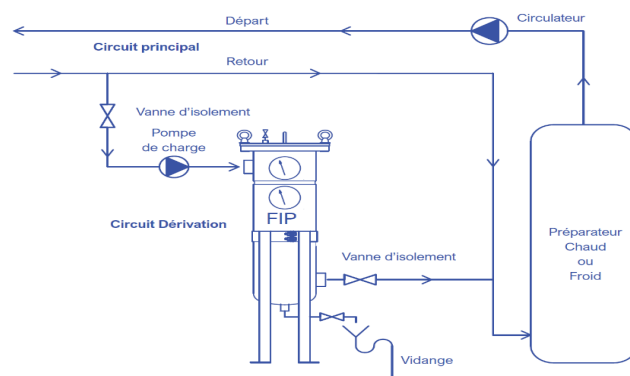 Départ
Circulateur
Circuit principal
Retour
Vanne d'isolement
Pompe
de charge
Circuit Dérivation
FIP
Vanne d'isolement
Préparateur
Chaud
ou
Froid
Vidange